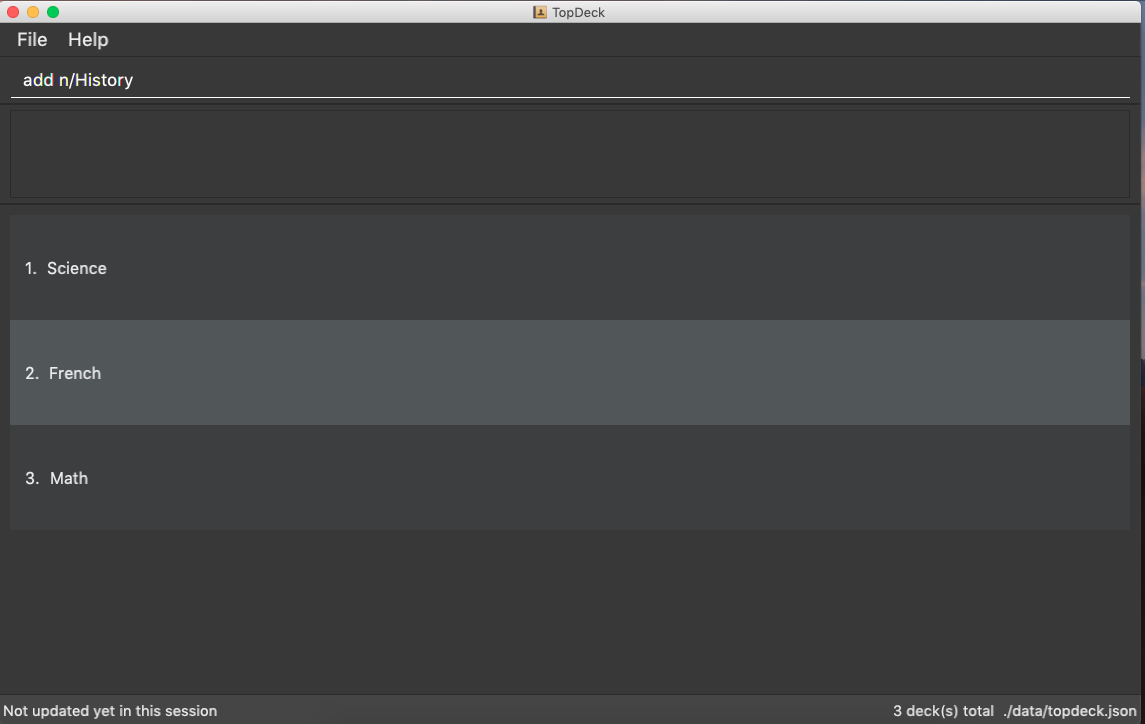 TopDeck
File Help
add n/History
1. Science
2. French
3. Math
Not updated yet in this session 3 deck(s) total ./data/topdeck.json